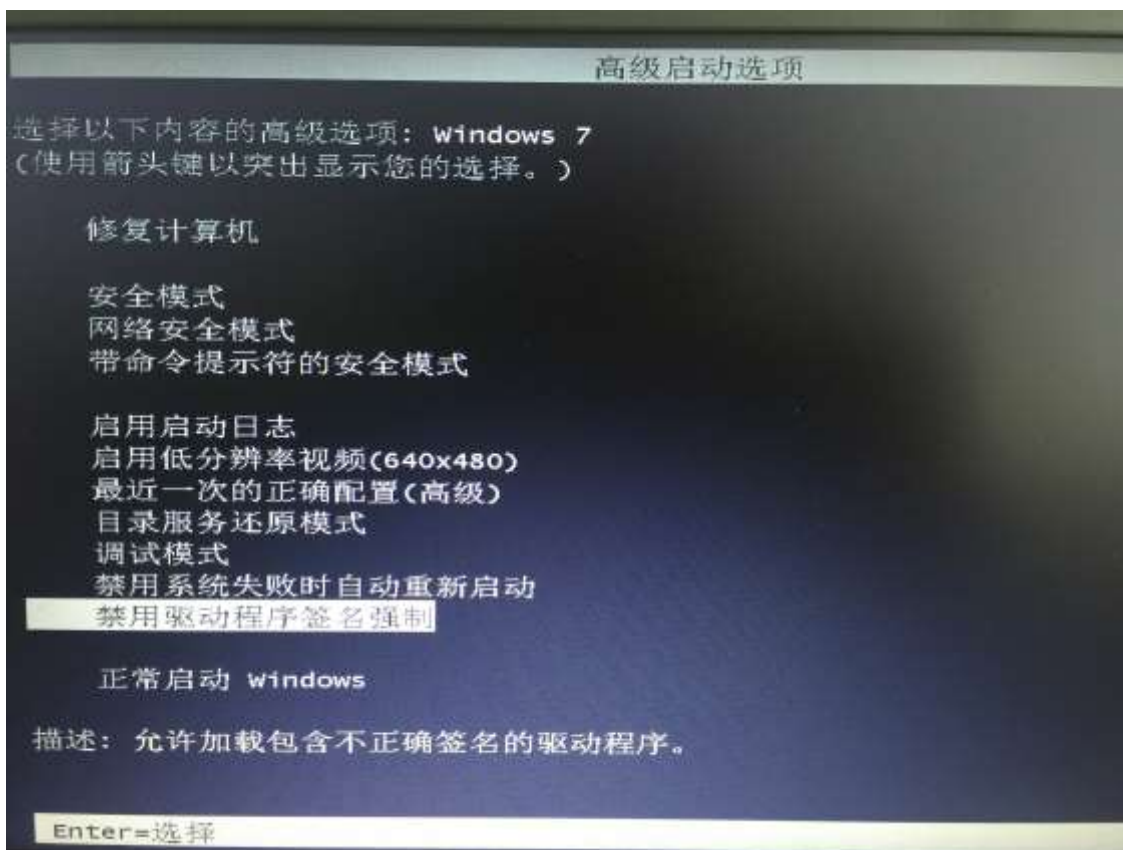 高级启动选项
选择以下内容的高级选项: Windows 7
(使用箭头键以突出显示您的选择。)
修复计算机
安全模式
网络安全模式
带命令提示符的安全模式
启用启动日志
启用低分辨率视频(640x480)
最近一次的正确配置(高级)
目录服务还原模式
调试模式
禁用系统失败时自动重新启动
禁用驱动程序签名强制
正常启动 Windows
描述: 允许加载包含不正确签名的驱动程序。
Enter=选择